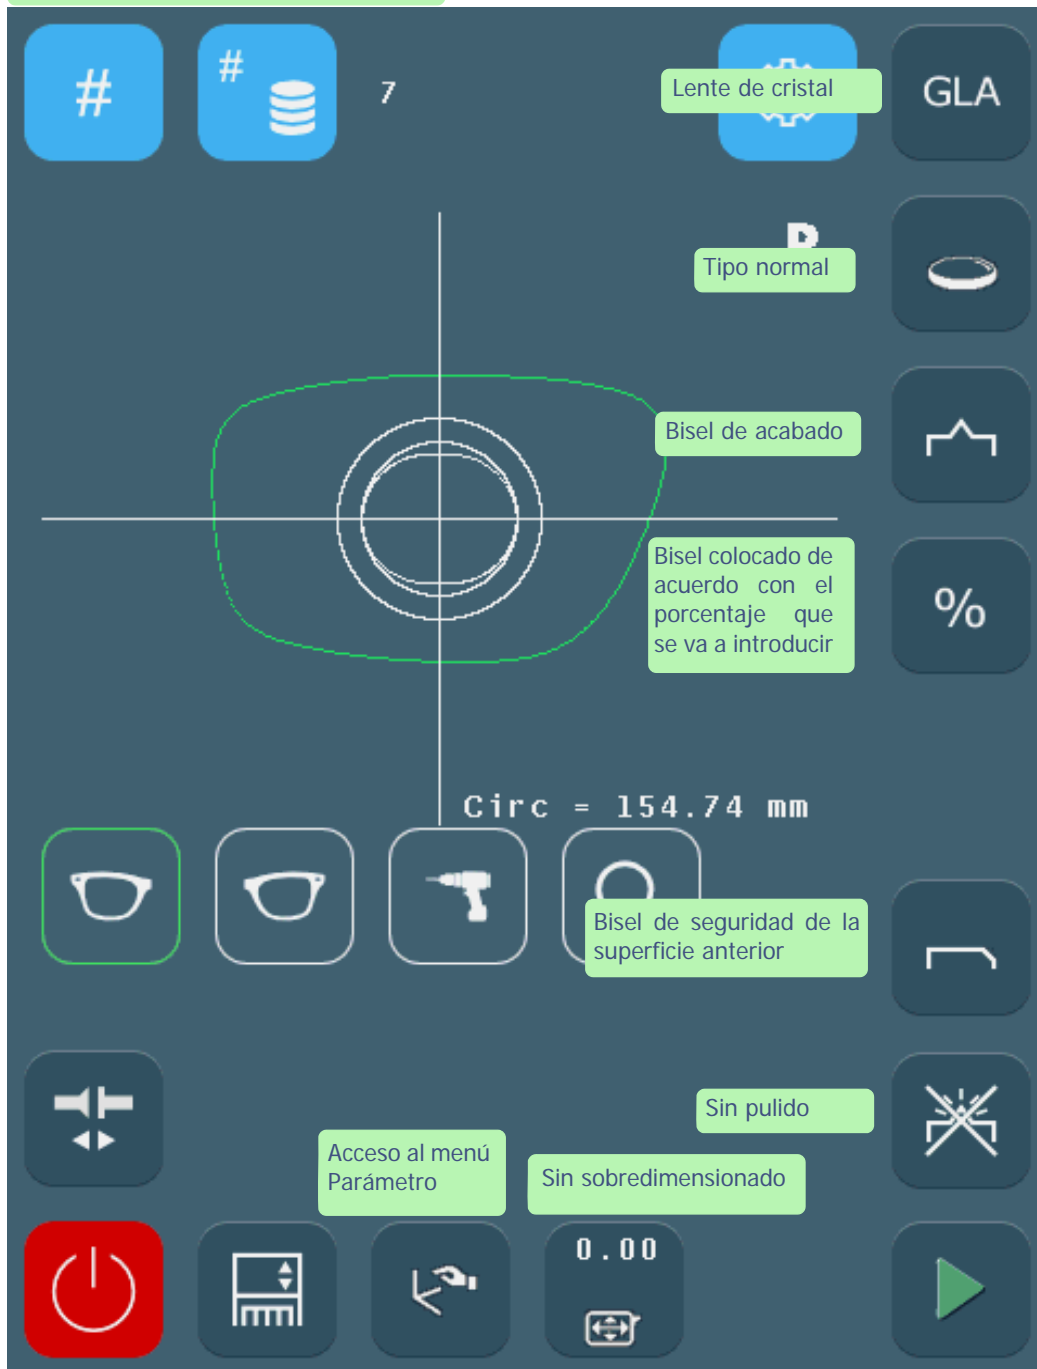 #
#
7
Lente de cristal
GLA
Tipo normal
Bisel de acabado
Bisel colocado de
acuerdo con el
porcentaje que
se va a introducir
%
Circ = 154.74 mm
Bisel de seguridad de la
superficie anterior
Sin pulido
Acceso al menú
Parámetro
Sin sobredimensionado
0.00